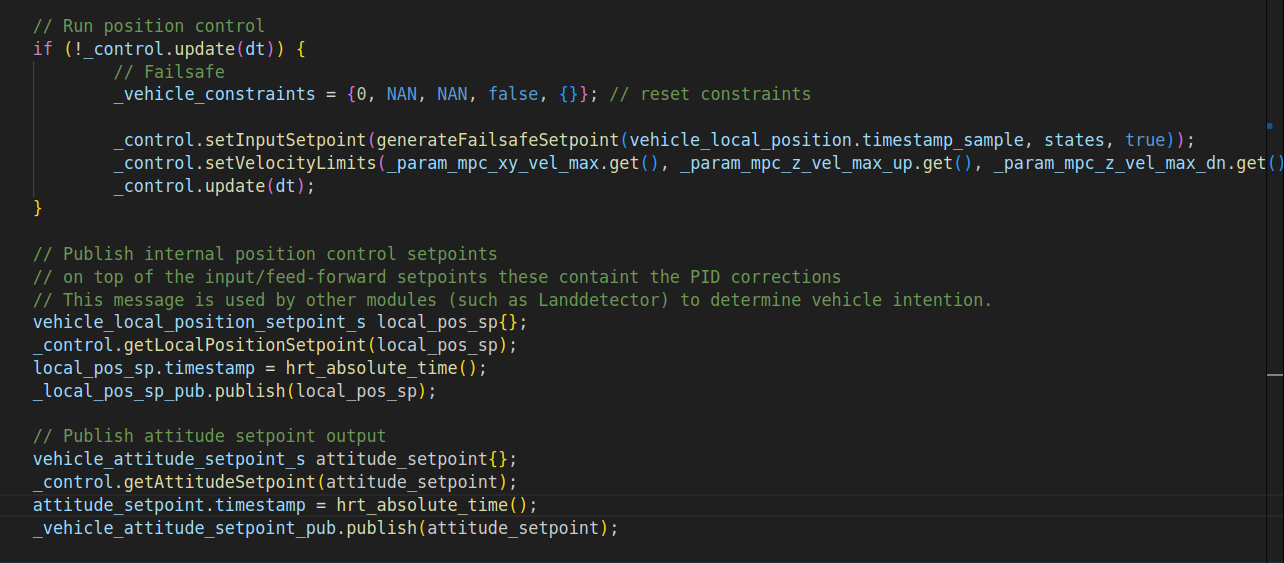 // Run position control
if (!_control.update(dt)) {
// Failsafe
_vehicle_constraints = {0, NAN, NAN, false, {}}; // reset constraints
_control.setInputSetpoint(generateFailsafeSetpoint(vehicle_local_position.timestamp_sample, states, true));
_control.setVelocityLimits(_param_mpc_xy_vel_max.get(), _param_mpc_z_vel_max_up.get(), _param_mpc_z_vel_max_dn.get()
_control.update(dt);
}
// Publish internal position control setpoints
// on top of the input/feed-forward setpoints these containt the PID corrections
// This message is used by other modules (such as Landdetector) to determine vehicle intention.
vehicle_local_position_setpoint_s local_pos_sp{};
_control.getLocalPositionSetpoint(local_pos_sp);
local_pos_sp.timestamp = hrt_absolute_time();
_local_pos_sp_pub.publish(local_pos_sp);
// Publish attitude setpoint output
vehicle_attitude_setpoint_s attitude_setpoint{};
_control.getAttitudeSetpoint(attitude_setpoint);
attitude_setpoint.timestamp = hrt_absolute_time();
_vehicle_attitude_setpoint_pub.publish(attitude_setpoint);